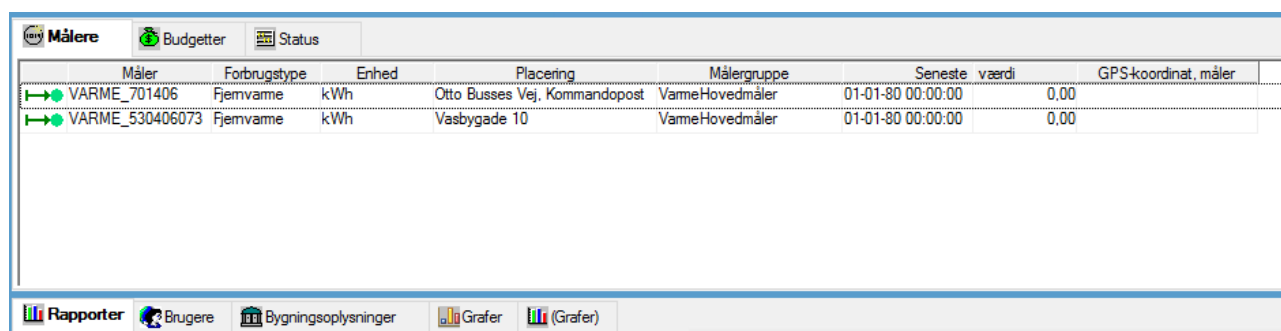 Målere Budgetter Status
Måler Forbrugstype Enhed Placering Målergruppe Seneste værdi GPS-koordinat, måler
VARME_701406 Fjernvarme kWh Otto Busses Vej, Kommandopost VarmeHovedmåler 01-01-80 00:00:00 0,00
VARME_530406073 Fjernvarme kWh Vasbygade 10 VarmeHovedmåler 01-01-80 00:00:00 0,00
Rapporter Brugere Bygningsoplysninger Grafer (Grafer)